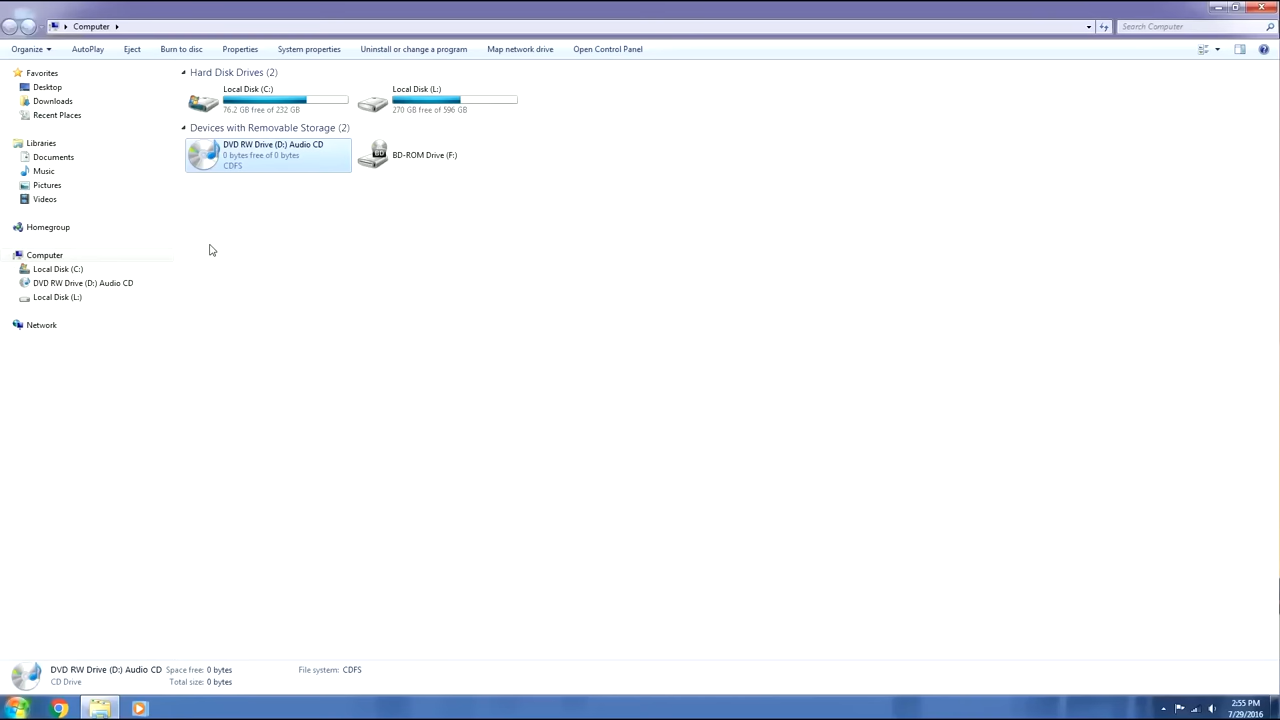 Computer
Search Computer
Organize AutoPlay Eject Burn to disc Properties System properties Uninstall or change a program Map network drive Open Control Panel
Favorites
Desktop
Downloads
Recent Places
Libraries
Documents
Music
Pictures
Videos
Homegroup
Computer
Local Disk (C:)
DVD RW Drive (D:) Audio CD
Local Disk (L:)
Network
Hard Disk Drives (2)
Local Disk (C:)
76.2 GB free of 232 GB
Local Disk (L:)
270 GB free of 596 GB
Devices with Removable Storage (2)
DVD RW Drive (D:) Audio CD
0 bytes free of 0 bytes
CDFS
BD
BD-ROM Drive (F:)
DVD RW Drive (D:) Audio CD Space free: 0 bytes File system: CDFS
CD Drive Total size: 0 bytes
2:55 PM
7/29/2016